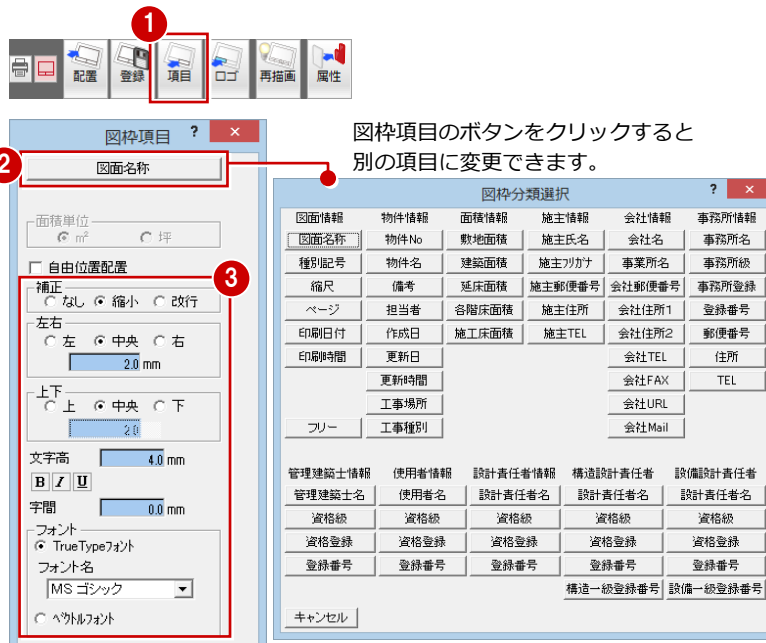 1
配置 登録 項目 ロゴ 再描画 属性
図枠項目 ? ×
2
図面名称
図枠項目のボタンをクリックすると
別の項目に変更できます。
面積単位
㎡ 坪
自由位置配置
3
補正
なし 縮小 改行
左右
左 中央 右
2.0 mm
上下
上 中央 下
2.0
文字高 4.0 mm
B I U
字間 0.0 mm
フォント
TrueTypeフォント
フォント名
MS ゴシック
ベクトルフォント
図枠分類選択 ? ×
図面情報 物件情報 面積情報 施主情報 会社情報 事務所情報
図面名称 物件No 敷地面積 施主氏名 会社名 事務所名
種別記号 物件名 建築面積 施主フリガナ 事業所名 事務所級
縮尺 備考 延床面積 施主郵便番号 会社郵便番号 事務所登録
ページ 担当者 各階床面積 施主住所 会社住所1 登録番号
印刷日付 作成日 施工床面積 施主TEL 会社住所2 郵便番号
印刷時間 更新日 会社TEL 住所
更新時間 会社FAX TEL
工事場所 会社URL
フリー 工事種別 会社Mail
管理建築士情報 使用者情報 設計責任者情報 構造設計責任者 設備設計責任者
管理建築士名 使用者名 設計責任者名 設計責任者名 設計責任者名
資格級 資格級 資格級 資格級 資格級
資格登録 資格登録 資格登録 資格登録 資格登録
登録番号 登録番号 登録番号 登録番号 登録番号
構造一級登録番号 設備一級登録番号
キャンセル